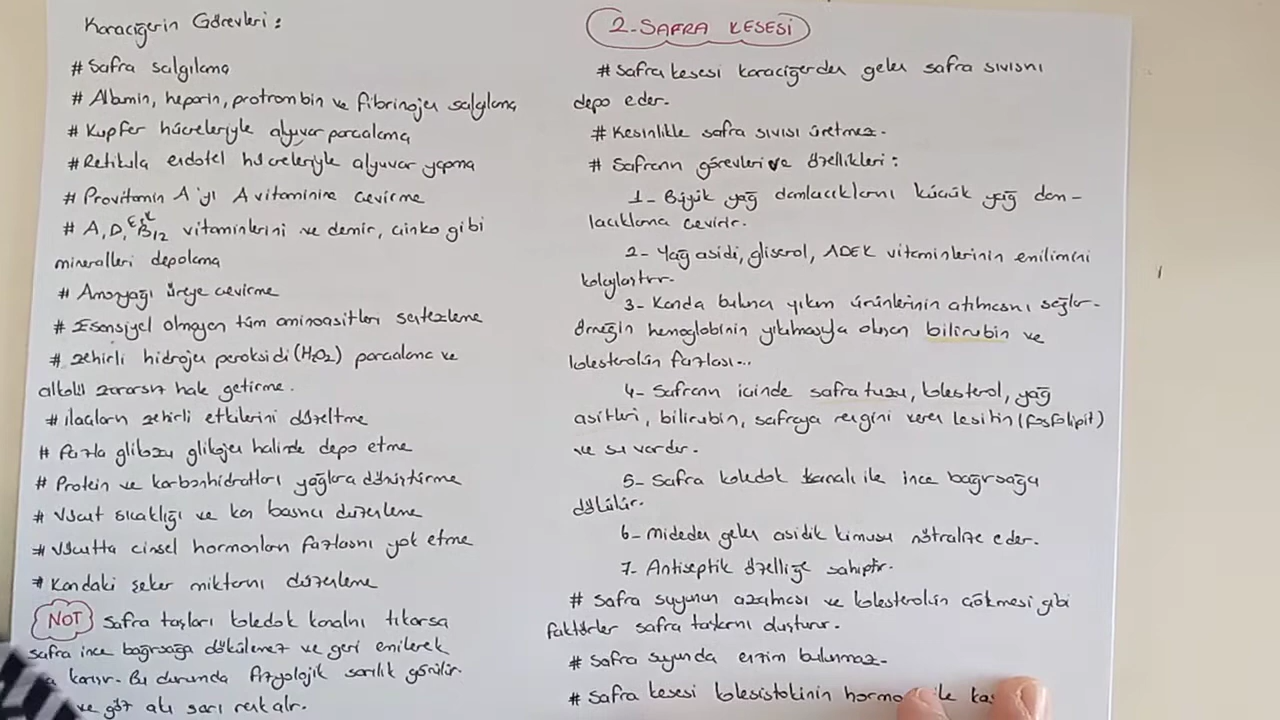 Karaciğerin Görevleri:
# Safra salgılama
# Albumin, heparin, protrombin ve fibrinojen salgılama
# Kupfer hücreleriyle alyuvar parçalama
# Retikula endotel hücreleriyle alyuvar yapma
# Provitamin A'yı A vitaminine çevirme
# A, D, E, K, B12 vitaminlerini ve demir, çinko gibi
mineralleri depolama
# Amonyağı üreye çevirme
# Esansiyel olmayan tüm aminoasitleri sentezleme
# Zehirli hidrojen peroksidi (H2O2) parçalama ve
alkolü zararsız hale getirme.
# ilaçların zehirli etkilerini düzeltme
# Fazla glikozu glikojen halinde depo etme
# Protein ve karbonhidratları yağlara dönüştürme
# Vücut sıcaklığı ve kan basıncı düzenleme
# Vücutta cinsel hormonların fazlasını yok etme
# Kandaki şeker miktarını düzenleme
NOT Safra taşları koledok kanalını tıkarsa
safra ince bağırsağa dökülemez ve geri emilerek
karışır. Bu durumda fizyolojik sarılık görülür.
ve göz akı sarı renk alır.
2-SAFRA KESESİ
# Safra kesesi karaciğerden gelen safra sıvısını
depo eder.
# Kesinlikle safra sıvısı üretmez.
# Safranın görevleri ve özellikleri:
1- Büyük yağ damlacıklarını küçük yağ dam-
lacıklarına çevirir.
2- Yağ asidi, gliserol, ADEK vitaminlerinin emilimini
kolaylaştırır.
3- Kanda bulunan yıkım ürünlerinin atılmasını sağlar.
örneğin hemoglobinin yıkılmasıyla oluşan bilirubin ve
kolesterolün fazlası...
4- Safranın içinde safra tuzu, kolesterol, yağ
asitleri, bilirubin, safraya rengini veren lesitin (fosfolipit)
ve su vardır.
5- Safra koledok kanalı ile ince bağırsağa
dökülür.
6- Mideden gelen asidik kimusu nötralize eder.
7- Antiseptik özelliğe sahiptir.
# Safra suyunun azalması ve kolesterolün çökmesi gibi
faktörler safra taşlarını oluşturur.
# Safra suyunda enzim bulunmaz.
# Safra kesesi kolesistokinin